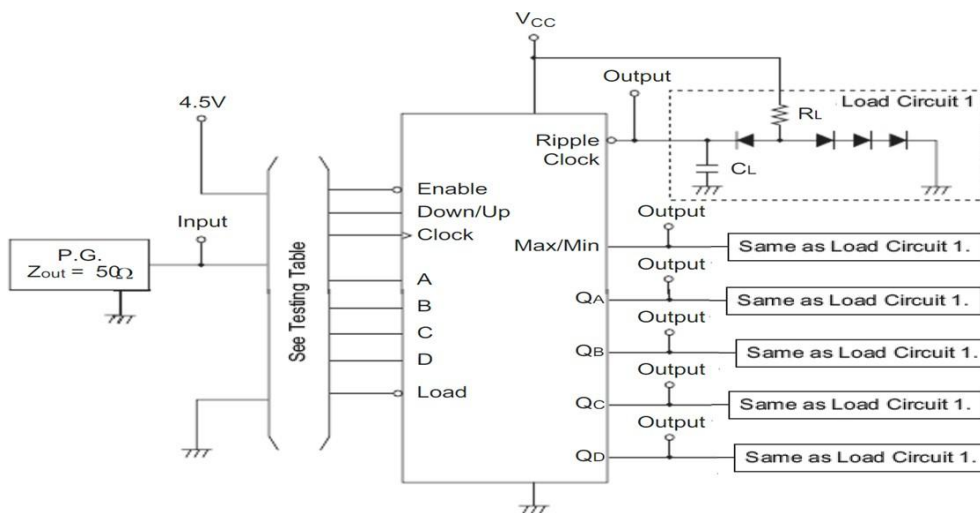 VCC
Output
4.5V
Load Circuit 1
RL
Ripple
Clock
CL
Enable
Down/Up
Clock
Input
Output
Max/Min
Same as Load Circuit 1.
P.G.
Zout = 50Ω
See Testing Table
Output
A
QA
Same as Load Circuit 1.
B
Output
C
QB
Same as Load Circuit 1.
D
Output
Load
QC
Same as Load Circuit 1.
Output
QD
Same as Load Circuit 1.